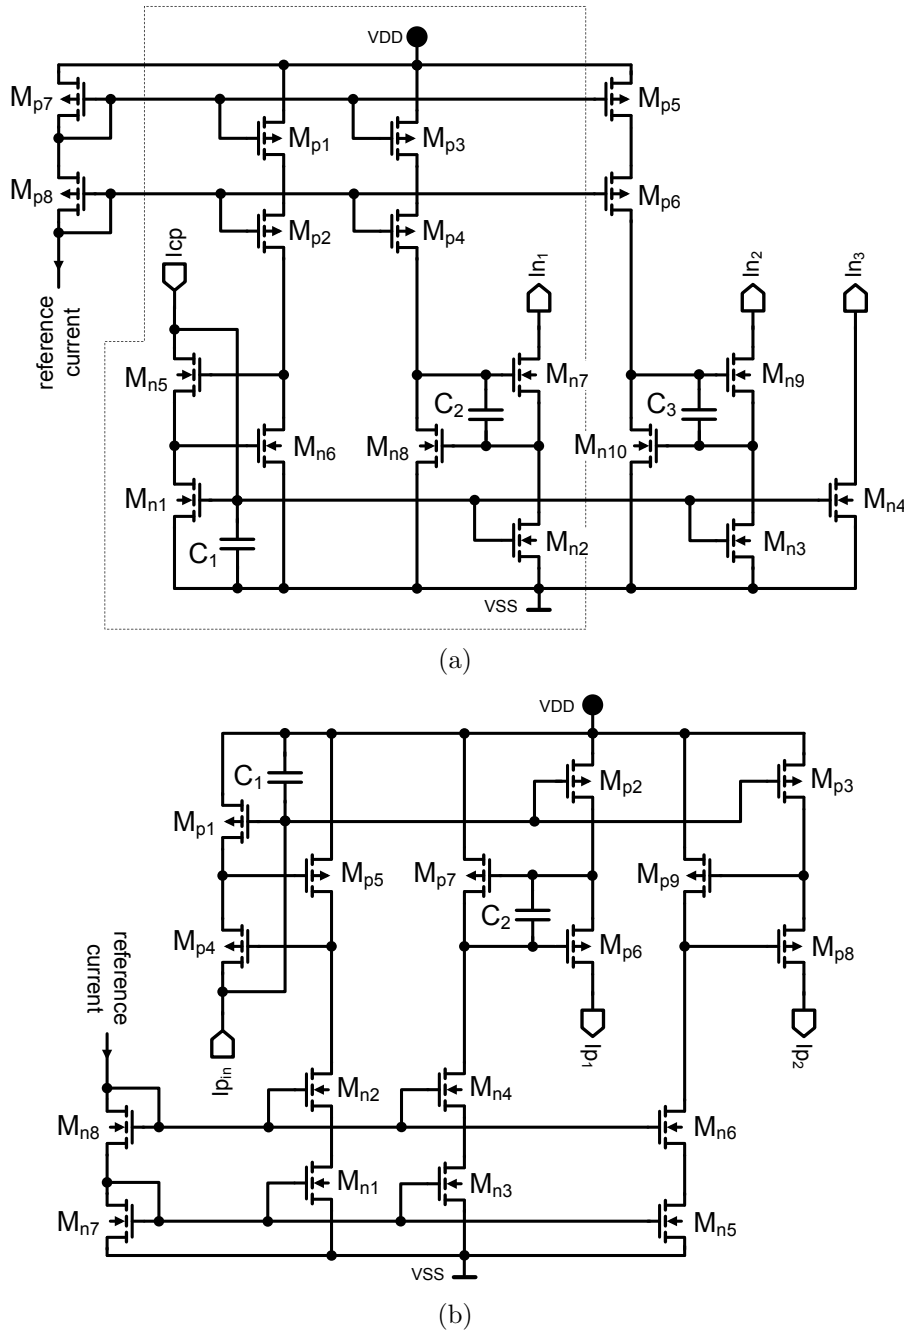 VDD
Mp7
Mp1
Mp3
Mp5
Mp8
Mp2
Mp4
Mp6
Icp
In1
In2
In3
reference
current
Mn5
Mn7
Mn9
C2
C3
Mn6
Mn8
Mn10
Mn1
Mn4
C1
Mn2
Mn3
VSS
(a)
VDD
C1
Mp2
Mp3
Mp1
Mp5
Mp7
Mp9
C2
Mp4
Mp6
Mp8
reference
current
Ipin
Ip1
Ip2
Mn2
Mn4
Mn8
Mn6
Mn1
Mn3
Mn7
Mn5
VSS
(b)